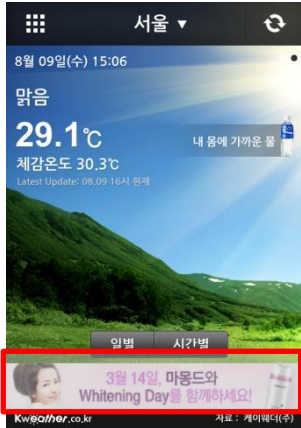 서울 ▼
8월 09일(수) 15:06
맑음
29.1℃
내 몸에 가까운 물
체감온도 30.3℃
Latest Update: 08.09 16시 현재
일별 시간별
3월 14일, 마몽드와
Whitening Day를 함께하세요!
Kweather.co.kr 자료 : 케이웨더(주)